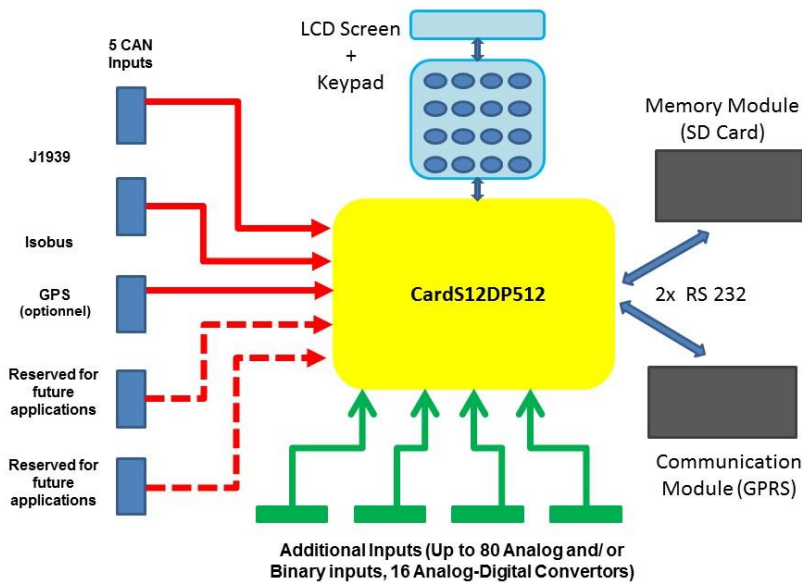 5 CAN
Inputs
J1939
Isobus
GPS
(optionnel)
Reserved for
future
applications
Reserved for
future
applications
LCD Screen
+
Keypad
CardS12DP512
Memory Module
(SD Card)
2x RS 232
Communication
Module (GPRS)
Additional Inputs (Up to 80 Analog and/ or
Binary inputs, 16 Analog-Digital Convertors)